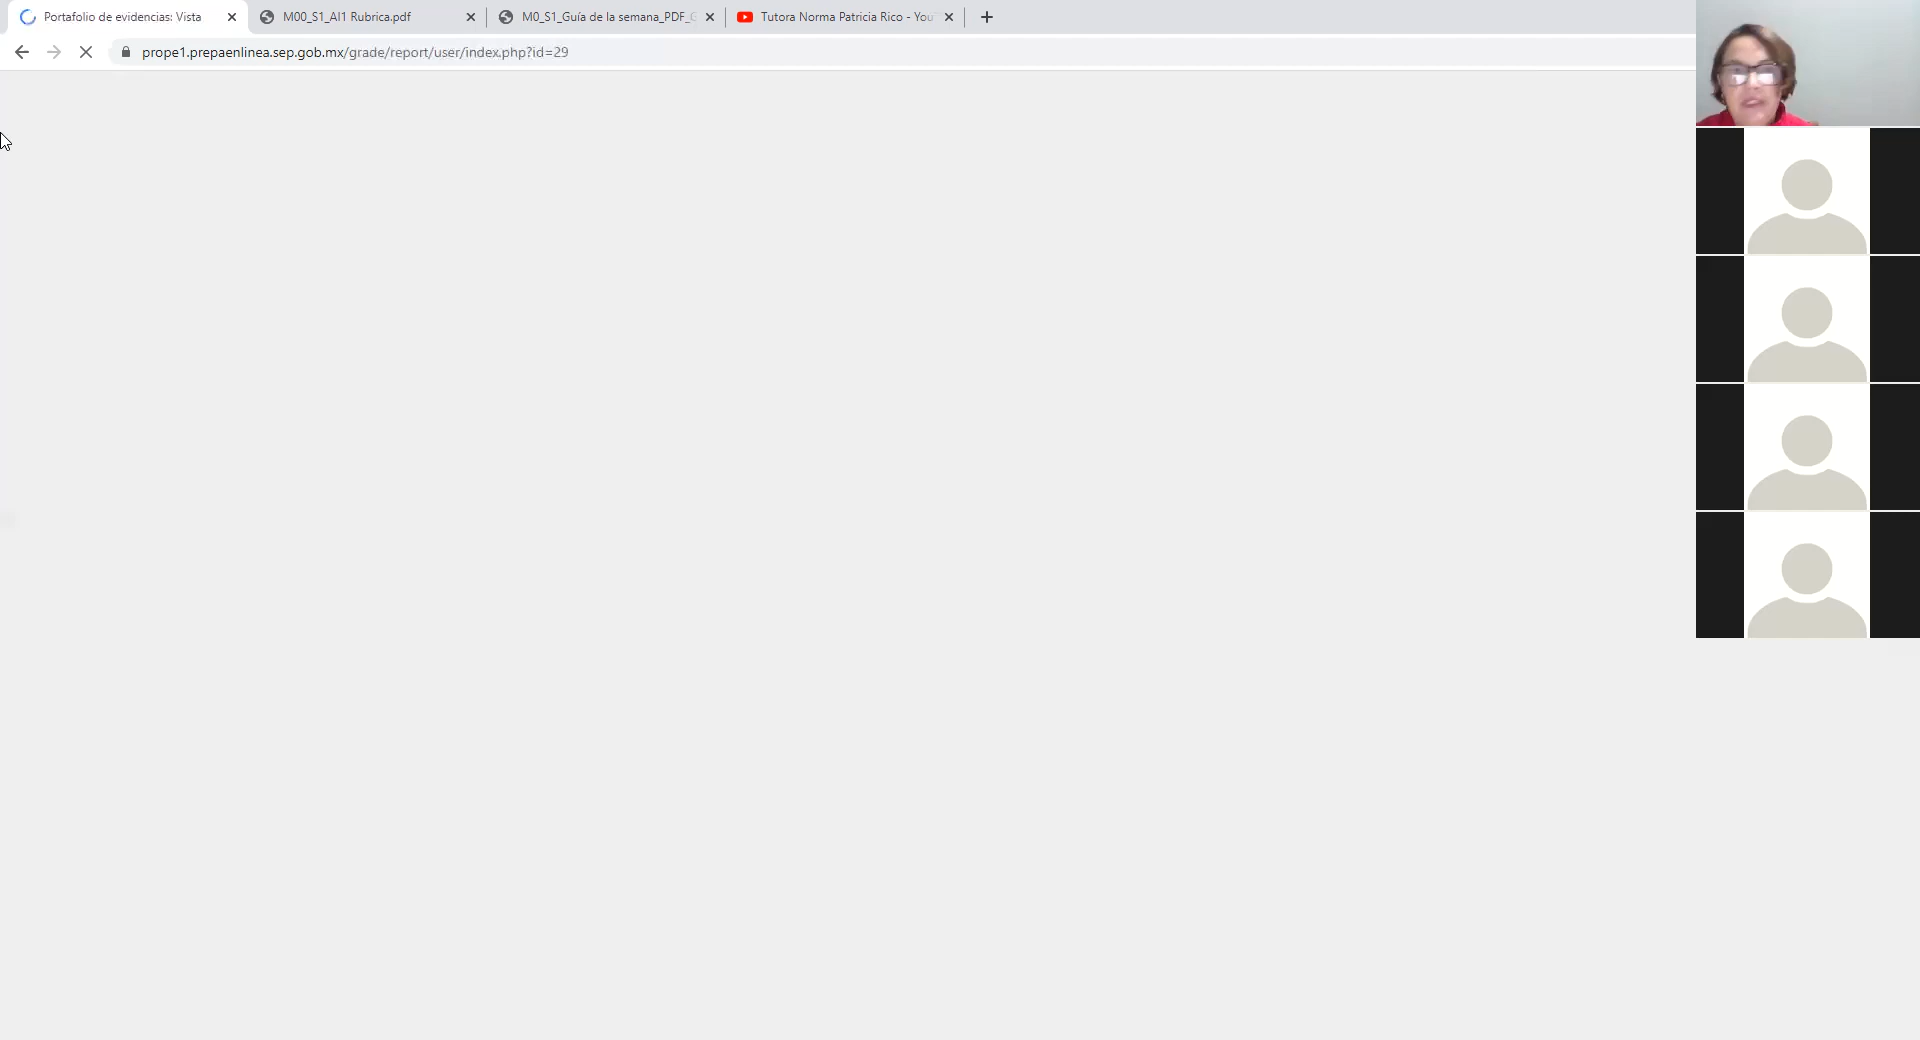 Portafolio de evidencias: Vista
M00_S1_AI1 Rubrica.pdf
M0_S1_Guía de la semana_PDF_G
Tutora Norma Patricia Rico - You
prope1.prepaenlinea.sep.gob.mx/grade/report/user/index.php?id=29